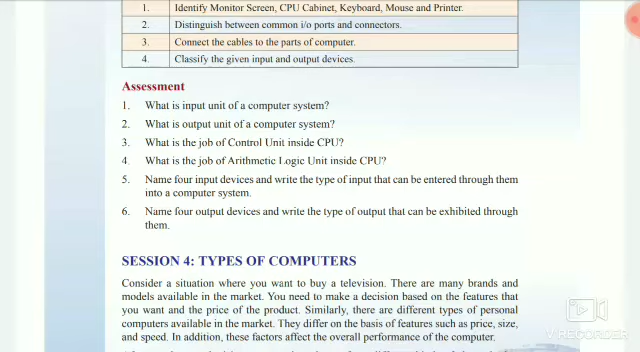 1. Identify Monitor Screen, CPU Cabinet, Keyboard, Mouse and Printer.
2. Distinguish between common i/o ports and connectors.
3. Connect the cables to the parts of computer.
4. Classify the given input and output devices.
Assessment
1. What is input unit of a computer system?
2. What is output unit of a computer system?
3. What is the job of Control Unit inside CPU?
4. What is the job of Arithmetic Logic Unit inside CPU?
5. Name four input devices and write the type of input that can be entered through them
into a computer system.
6. Name four output devices and write the type of output that can be exhibited through
them.
SESSION 4: TYPES OF COMPUTERS
Consider a situation where you want to buy a television. There are many brands and
models available in the market. You need to make a decision based on the features that
you want and the price of the product. Similarly, there are different types of personal
computers available in the market. They differ on the basis of features such as price, size,
and speed. In addition, these factors affect the overall performance of the computer.
V RECORDER